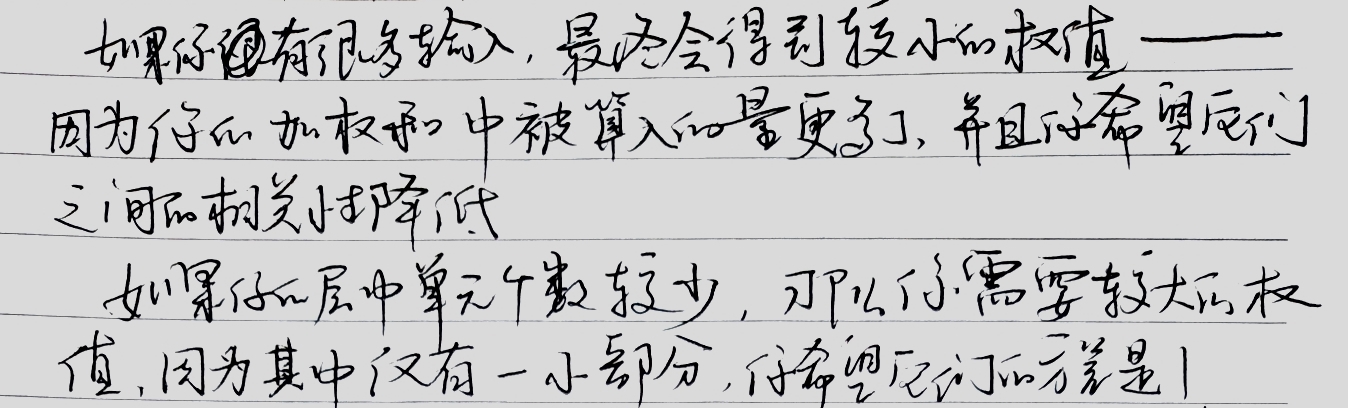 如果你有很多输入,最终会得到较小的权值——
因为你的加权和中被算入的量更多了,并且你希望它们
之间的相关性降低
如果你的层中单元个数较少,那么你需要较大的权
值,因为其中仅有一小部分,你希望它们的方差是1